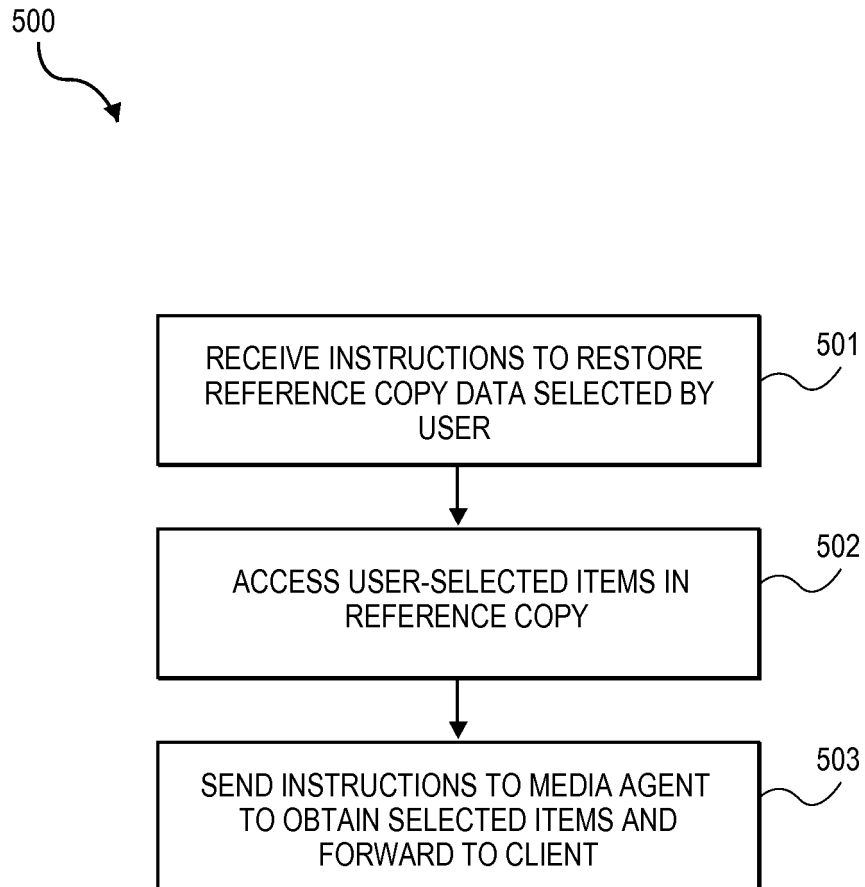 500
RECEIVE INSTRUCTIONS TO RESTORE
REFERENCE COPY DATA SELECTED BY
USER
501
ACCESS USER-SELECTED ITEMS IN
REFERENCE COPY
502
SEND INSTRUCTIONS TO MEDIA AGENT
TO OBTAIN SELECTED ITEMS AND
FORWARD TO CLIENT
503